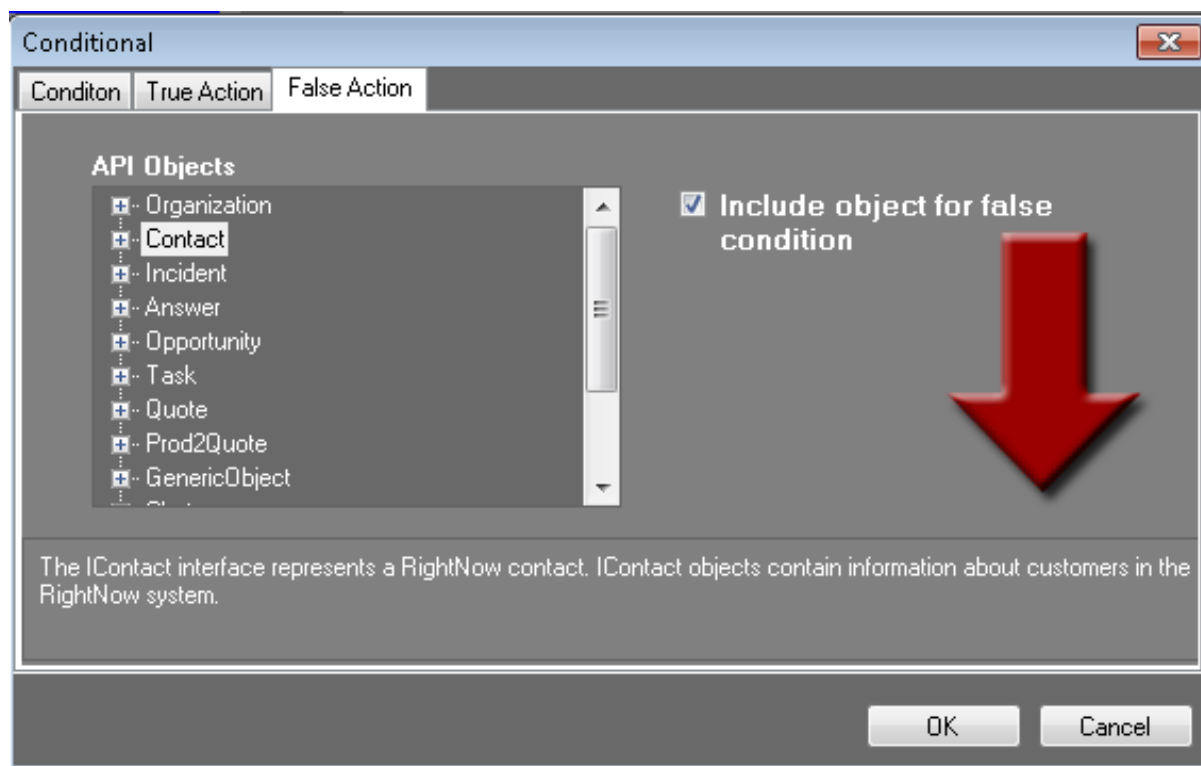 Conditional
Conditon
True Action
False Action
API Objects
Organization
Contact
Incident
Answer
Opportunity
Task
Quote
Prod2Quote
GenericObject
Include object for false
condition
The IContact interface represents a RightNow contact. IContact objects contain information about customers in the
RightNow system.
OK
Cancel